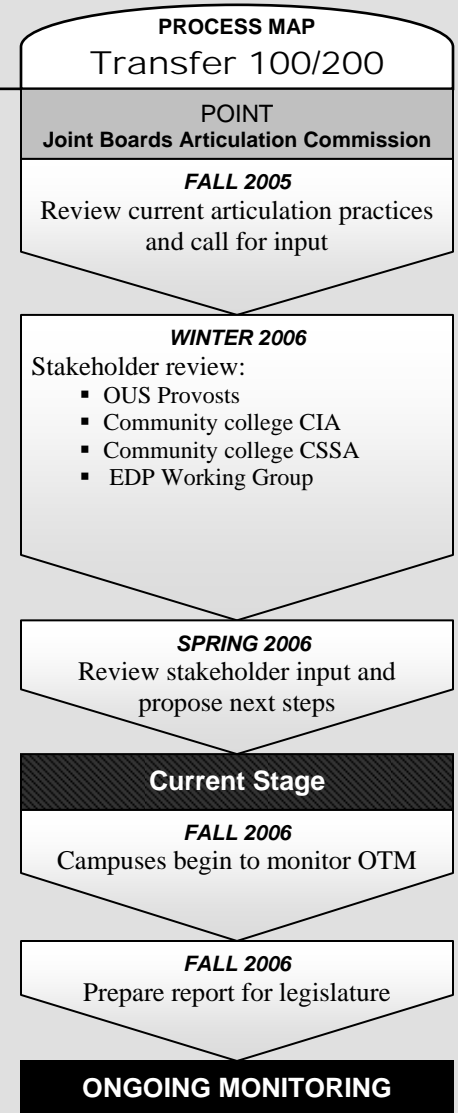 PROCESS MAP
Transfer 100/200
POINT
Joint Boards Articulation Commission
FALL 2005
Review current articulation practices
and call for input
WINTER 2006
Stakeholder review:
▪ OUS Provosts
▪ Community college CIA
▪ Community college CSSA
▪ EDP Working Group
SPRING 2006
Review stakeholder input and
propose next steps
Current Stage
FALL 2006
Campuses begin to monitor OTM
FALL 2006
Prepare report for legislature
ONGOING MONITORING